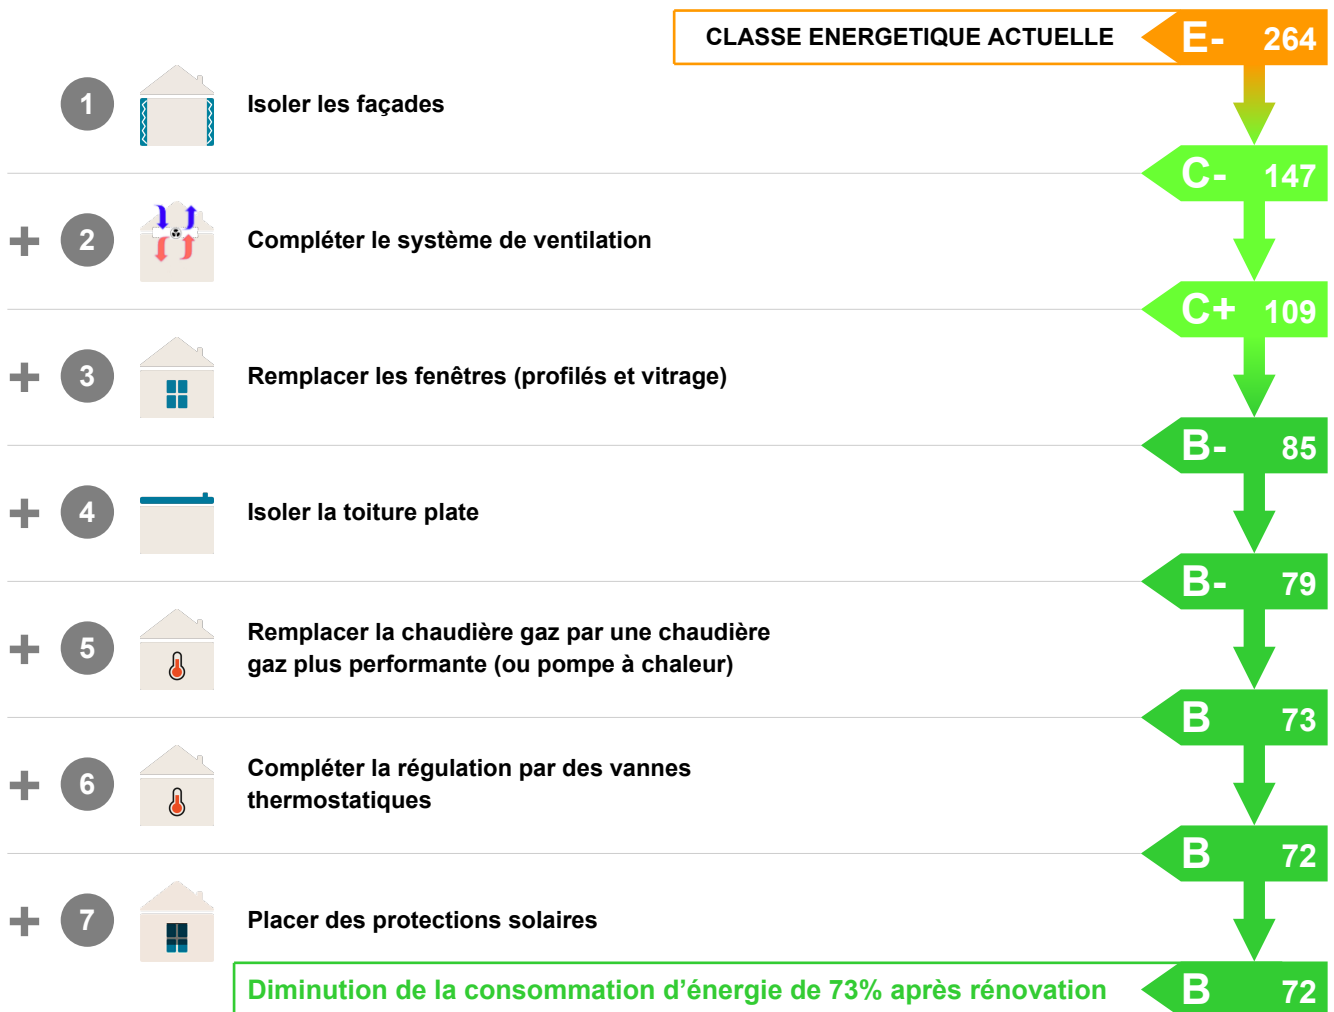 CLASSE ENERGETIQUE ACTUELLE E- 264
1 Isoler les façades
C- 147
+ 2 Compléter le système de ventilation
C+ 109
+ 3 Remplacer les fenêtres (profilés et vitrage)
B- 85
+ 4 Isoler la toiture plate
B- 79
+ 5 Remplacer la chaudière gaz par une chaudière
gaz plus performante (ou pompe à chaleur)
B 73
+ 6 Compléter la régulation par des vannes
thermostatiques
B 72
+ 7 Placer des protections solaires
Diminution de la consommation d’énergie de 73% après rénovation B 72